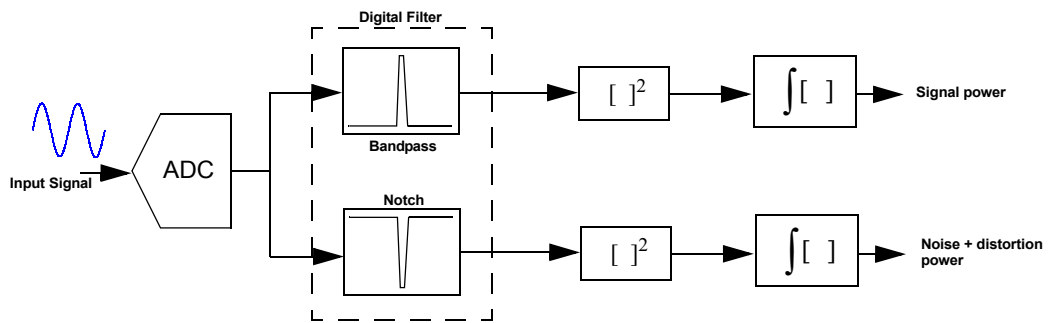 Digital Filter
Bandpass
[ ]²
∫[ ]
Signal power
Input Signal
ADC
Notch
[ ]²
∫[ ]
Noise + distortion
power